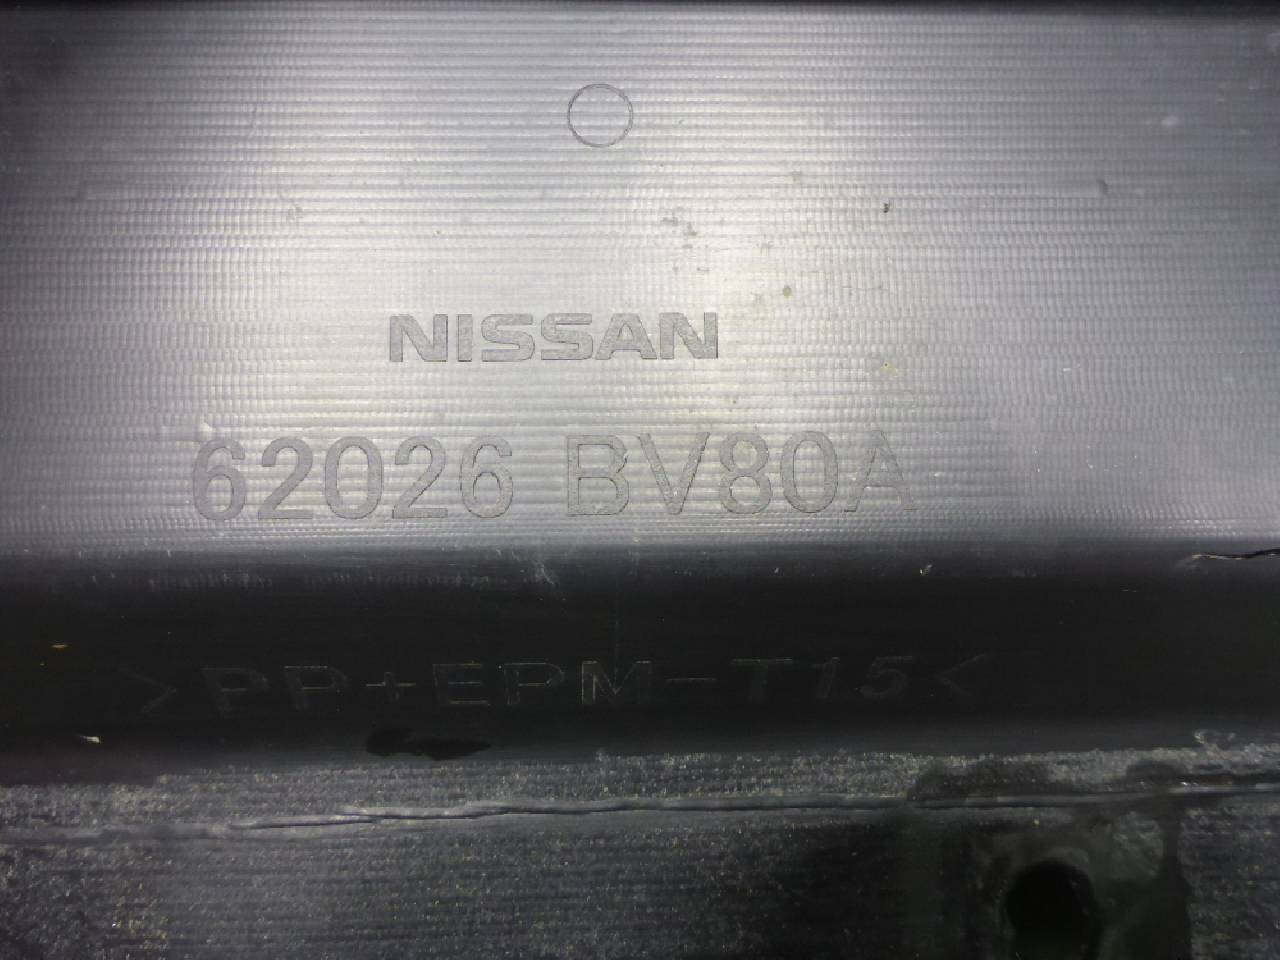 NISSAN
62026 BV80A
>PP+EPM-T15<